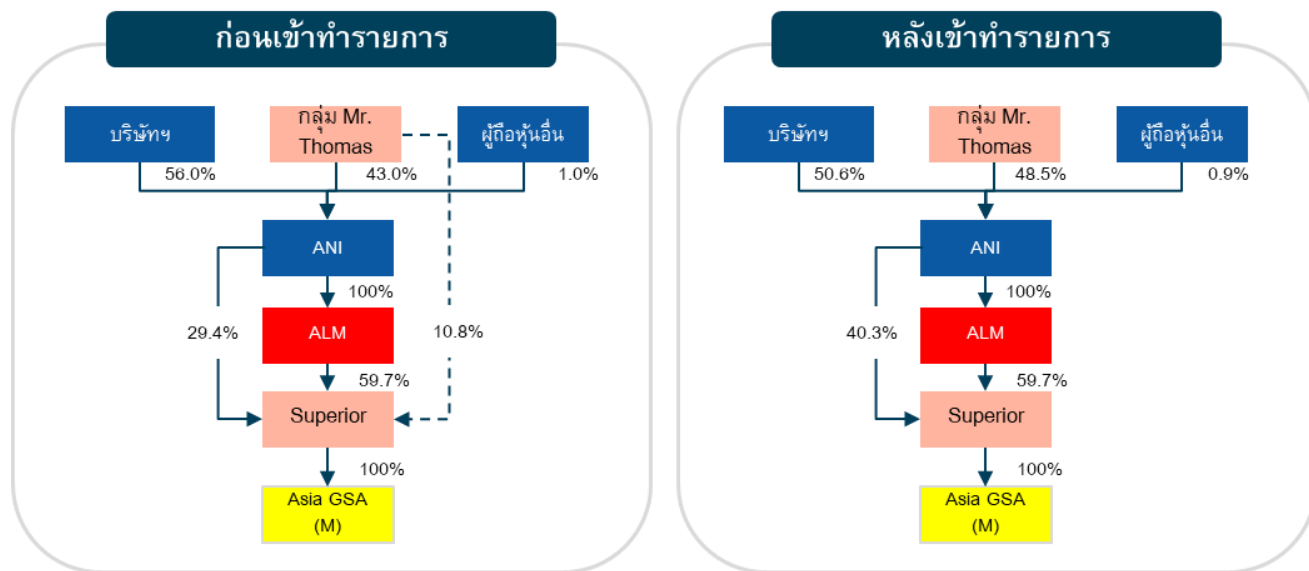 ก่อนเข้าทำรายการ
บริษัทฯ
กลุ่ม Mr.
Thomas
ผู้ถือหุ้นอื่น
56.0%
43.0%
1.0%
ANI
100%
29.4%
ALM
10.8%
59.7%
Superior
100%
Asia GSA
(M)
หลังเข้าทำรายการ
บริษัทฯ
กลุ่ม Mr.
Thomas
ผู้ถือหุ้นอื่น
50.6%
48.5%
0.9%
ANI
100%
40.3%
ALM
59.7%
Superior
100%
Asia GSA
(M)